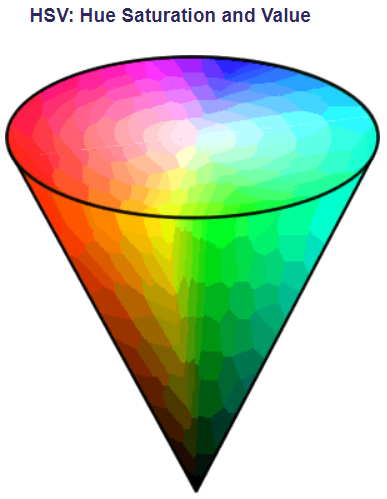 HSV: Hue Saturation and Value